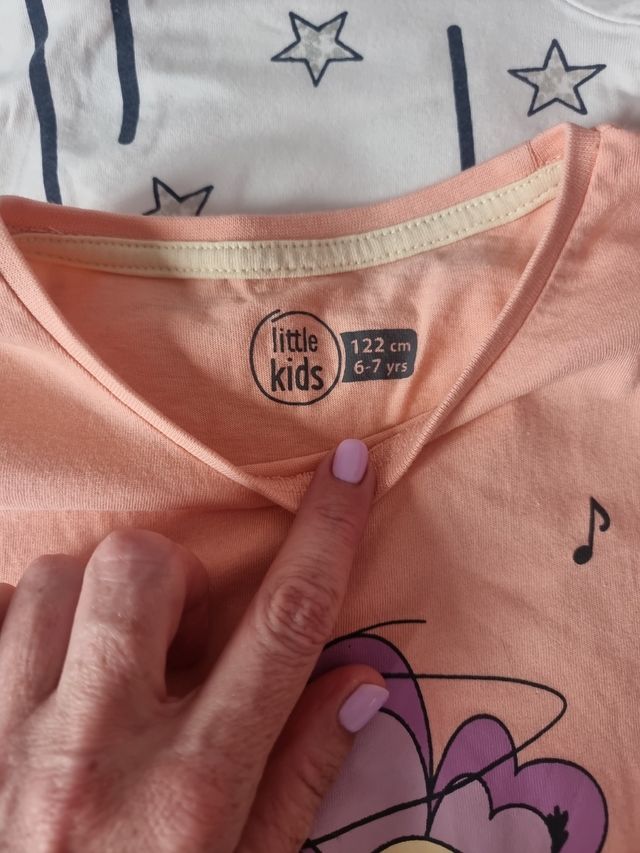 little
kids
122 cm
6-7 yrs